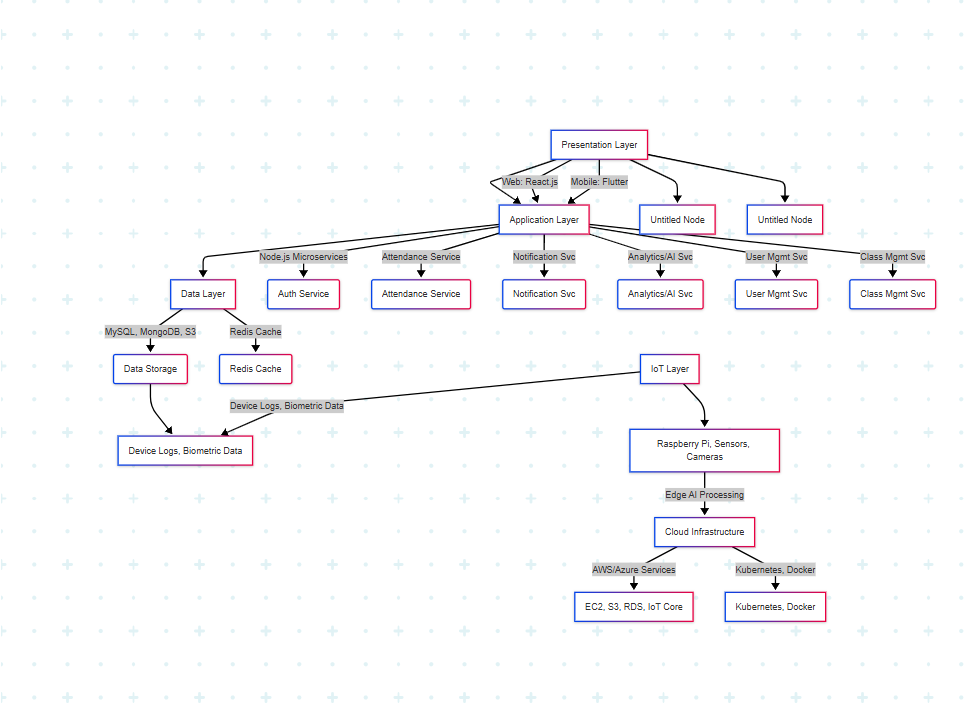 Presentation Layer
Web: React.js
Mobile: Flutter
Application Layer
Untitled Node
Untitled Node
Node.js Microservices
Attendance Service
Notification Svc
Analytics/AI Svc
User Mgmt Svc
Class Mgmt Svc
Data Layer
Auth Service
Attendance Service
Notification Svc
Analytics/AI Svc
User Mgmt Svc
Class Mgmt Svc
MySQL, MongoDB, S3
Redis Cache
Data Storage
Redis Cache
IoT Layer
Device Logs, Biometric Data
Device Logs, Biometric Data
Raspberry Pi, Sensors,
Cameras
Edge AI Processing
Cloud Infrastructure
AWS/Azure Services
Kubernetes, Docker
EC2, S3, RDS, IoT Core
Kubernetes, Docker